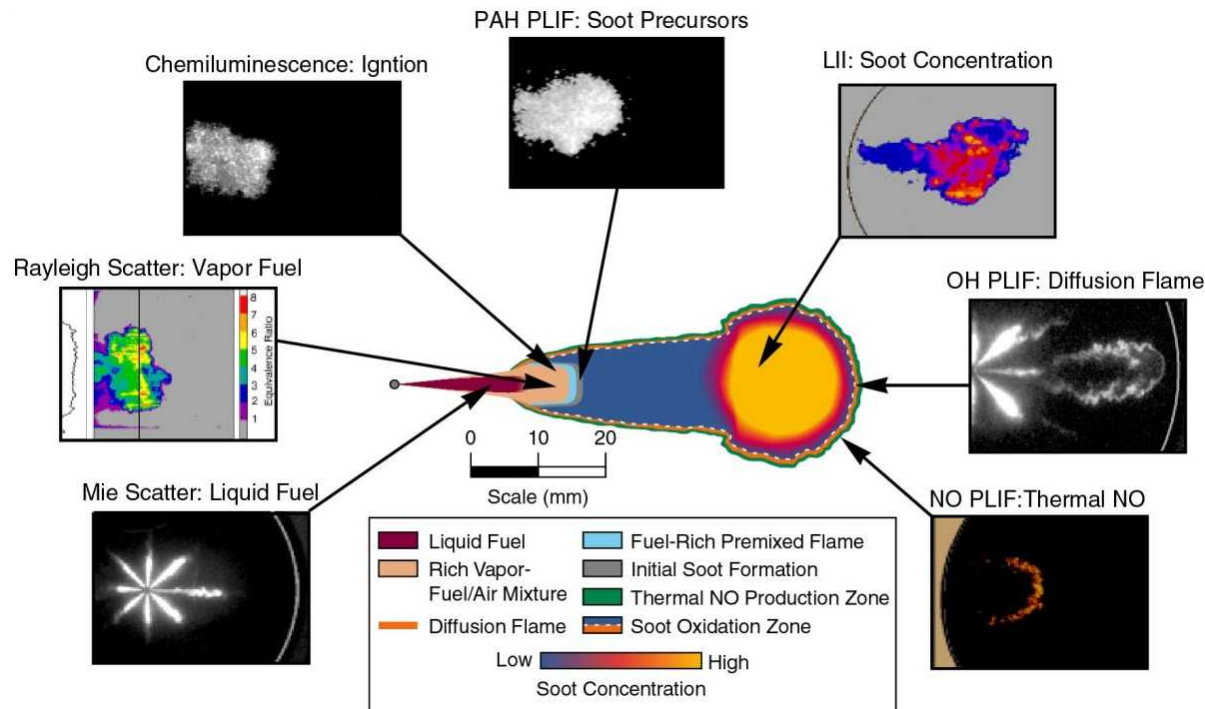 PAH PLIF: Soot Precursors
Chemiluminescence: Igntion
LII: Soot Concentration
Rayleigh Scatter: Vapor Fuel
8
7
6
5
4
3
2
1
Equivalence Ratio
OH PLIF: Diffusion Flame
0 10 20
Scale (mm)
Mie Scatter: Liquid Fuel
NO PLIF:Thermal NO
Liquid Fuel
Rich Vapor-
Fuel/Air Mixture
Diffusion Flame
Fuel-Rich Premixed Flame
Initial Soot Formation
Thermal NO Production Zone
Soot Oxidation Zone
Low High
Soot Concentration